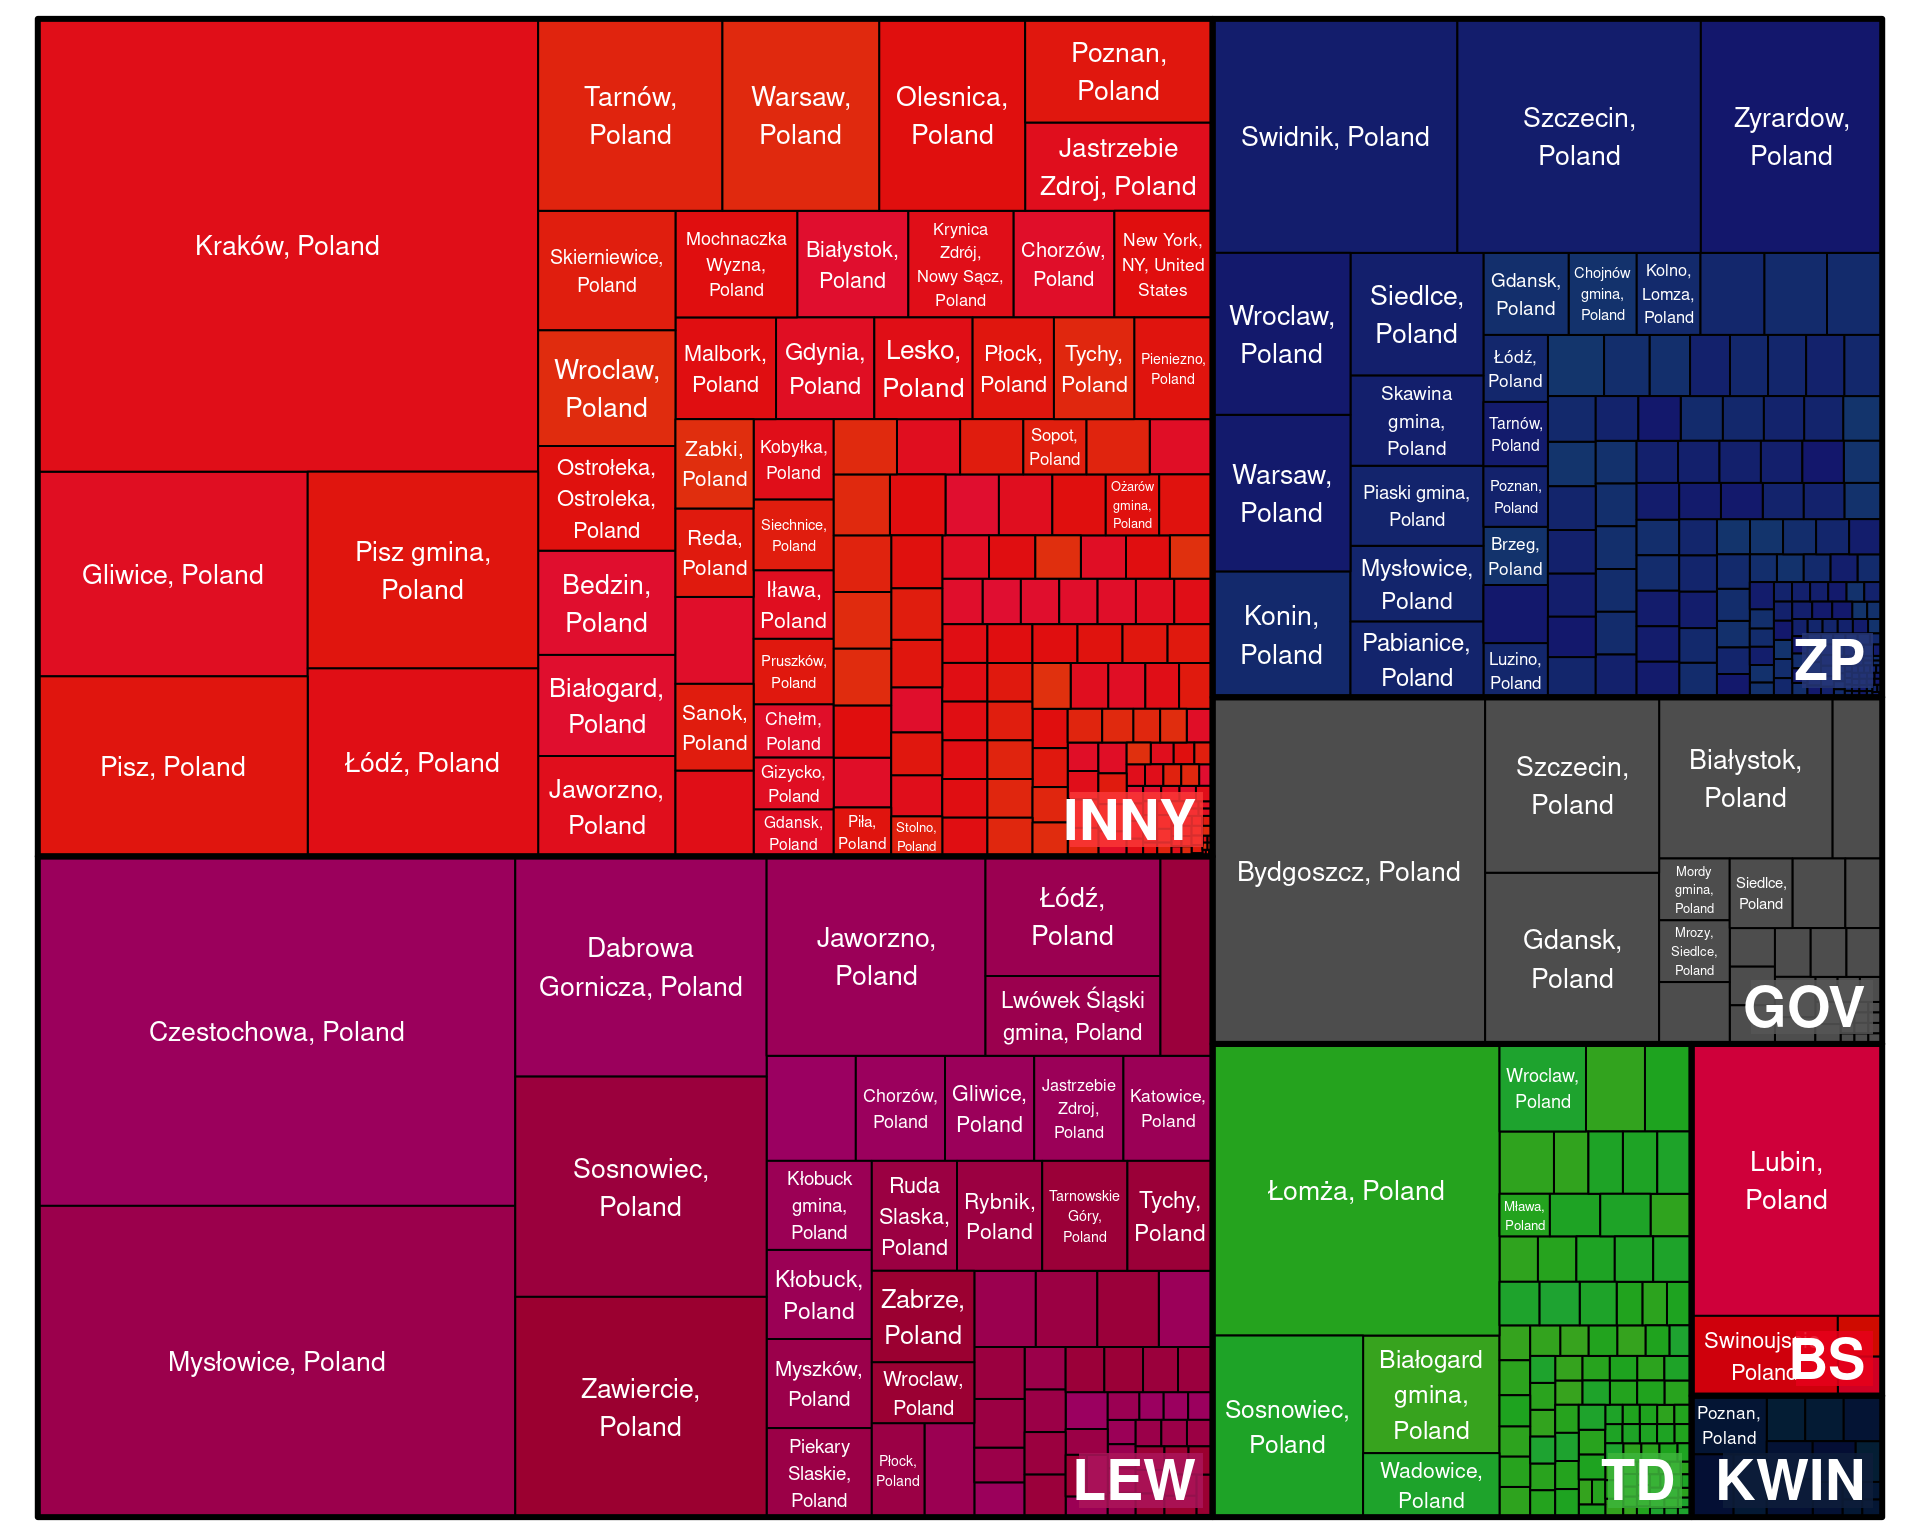 Kraków, Poland
Gliwice, Poland
Pisz gmina,
Poland
Pisz, Poland
Łódź, Poland
Tarnów,
Poland
Warsaw,
Poland
Olesnica,
Poland
Poznan,
Poland
Jastrzebie
Zdroj, Poland
Skierniewice,
Poland
Wroclaw,
Poland
Ostrołeka,
Ostroleka,
Poland
Bedzin,
Poland
Białogard,
Poland
Jaworzno,
Poland
Mochnaczka
Wyzna,
Poland
Białystok,
Poland
Krynica
Zdrój,
Nowy Sącz,
Poland
Chorzów,
Poland
New York,
NY, United
States
Malbork,
Poland
Gdynia,
Poland
Lesko,
Poland
Płock,
Poland
Tychy,
Poland
Pieniezno,
Poland
Zabki,
Poland
Reda,
Poland
Sanok,
Poland
Kobyłka,
Poland
Siechnice,
Poland
Iława,
Poland
Pruszków,
Poland
Chełm,
Poland
Gizycko,
Poland
Gdansk,
Poland
Sopot,
Poland
Ożarów
gmina,
Poland
Piła,
Poland
Stolno,
Poland
INNY
Swidnik, Poland
Szczecin,
Poland
Zyrardow,
Poland
Wroclaw,
Poland
Warsaw,
Poland
Konin,
Poland
Siedlce,
Poland
Skawina
gmina,
Poland
Piaski gmina,
Poland
Mysłowice,
Poland
Pabianice,
Poland
Gdansk,
Poland
Chojnów
gmina,
Poland
Kolno,
Lomza,
Poland
Łódź,
Poland
Tarnów,
Poland
Poznan,
Poland
Brzeg,
Poland
Luzino,
Poland
ZP
Bydgoszcz, Poland
Szczecin,
Poland
Gdansk,
Poland
Białystok,
Poland
Mordy
gmina,
Poland
Siedlce,
Poland
Mrozy,
Siedlce,
Poland
GOV
Czestochowa, Poland
Mysłowice, Poland
Dabrowa
Gornicza, Poland
Sosnowiec,
Poland
Zawiercie,
Poland
Jaworzno,
Poland
Łódź,
Poland
Lwówek Śląski
gmina, Poland
Chorzów,
Poland
Gliwice,
Poland
Jastrzebie
Zdroj,
Poland
Katowice,
Poland
Kłobuck
gmina,
Poland
Kłobuck,
Poland
Myszków,
Poland
Piekary
Slaskie,
Poland
Ruda
Slaska,
Poland
Rybnik,
Poland
Tarnowskie
Góry,
Poland
Tychy,
Poland
Zabrze,
Poland
Wroclaw,
Poland
Płock,
Poland
LEW
Łomża, Poland
Sosnowiec,
Poland
Białogard
gmina,
Poland
Wadowice,
Poland
Wroclaw,
Poland
Mława,
Poland
TD
Lubin,
Poland
Poland
BS
Poznan,
Poland
KWIN